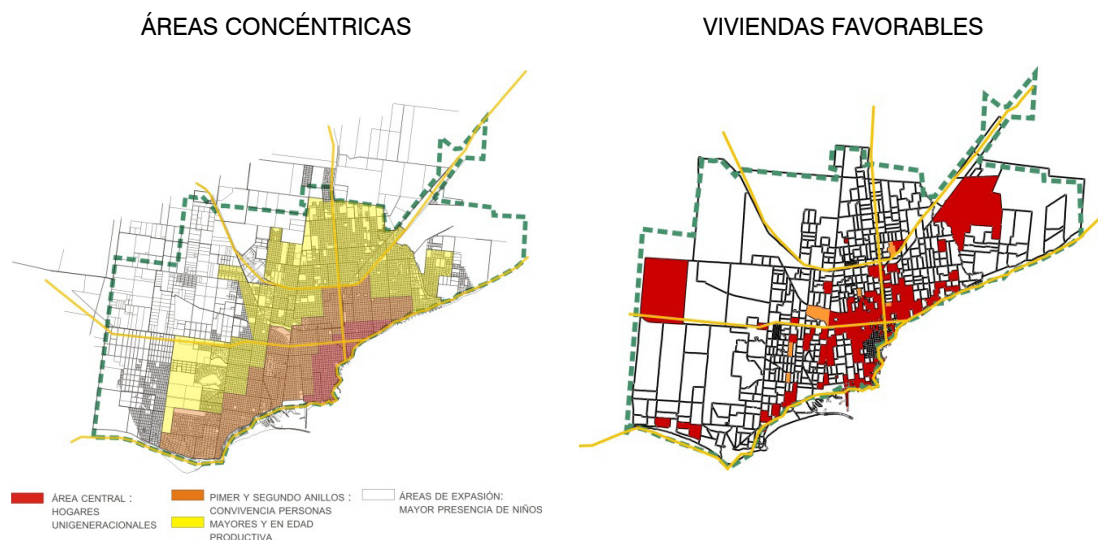 ÁREAS CONCÉNTRICAS
VIVIENDAS FAVORABLES
ÁREA CENTRAL :
HOGARES
UNIGENERACIONALES
PIMER Y SEGUNDO ANILLOS :
CONVIVENCIA PERSONAS
MAYORES Y EN EDAD
PRODUCTIVA
ÁREAS DE EXPASIÓN:
MAYOR PRESENCIA DE NIÑOS